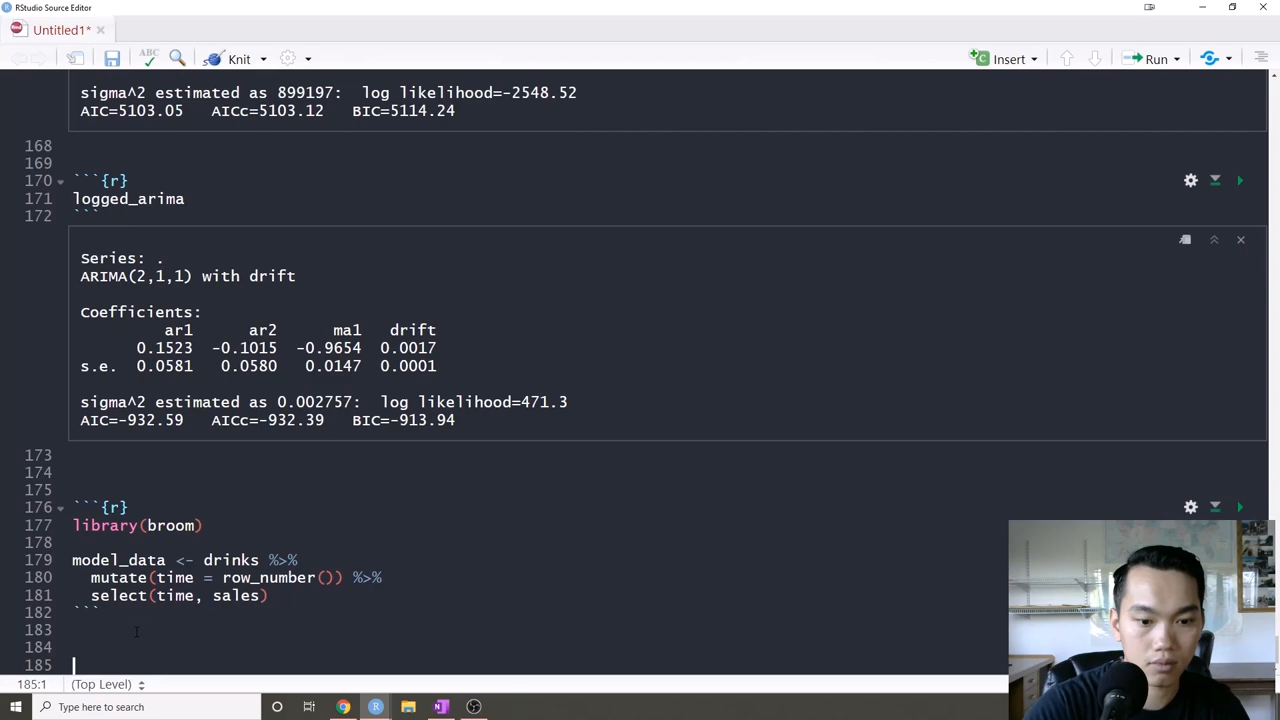 RStudio Source Editor
Untitled1*
ABC
Knit
Insert
Run
sigma^2 estimated as 899197:  log likelihood=-2548.52
AIC=5103.05   AICc=5103.12   BIC=5114.24
168
169
170 ```{r}
171 logged_arima
172 ```
Series: .
ARIMA(2,1,1) with drift
Coefficients:
ar1      ar2      ma1   drift
0.1523  -0.1015  -0.9654  0.0017
s.e.  0.0581   0.0580   0.0147  0.0001
sigma^2 estimated as 0.002757:  log likelihood=471.3
AIC=-932.59   AICc=-932.39   BIC=-913.94
173
174
175
176 ```{r}
177 library(broom)
178
179 model_data <- drinks %>%
180   mutate(time = row_number()) %>%
181   select(time, sales)
182 ```
183
184
185
185:1 (Top Level)
Type here to search